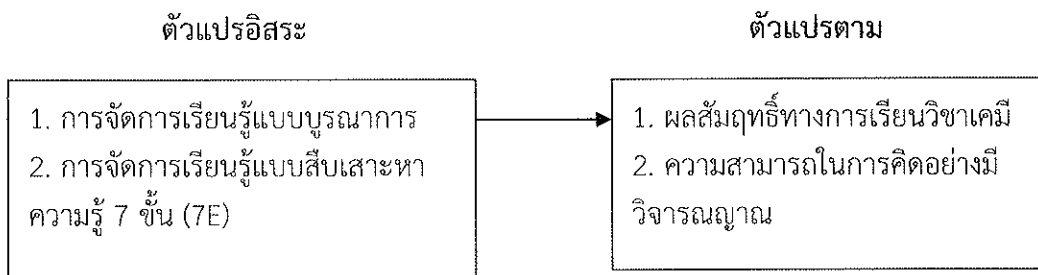 ตัวแปรอิสระ
ตัวแปรตาม
1. การจัดการเรียนรู้แบบบูรณาการ
2. การจัดการเรียนรู้แบบสืบเสาะหา
ความรู้ 7 ขั้น (7E)
1. ผลสัมฤทธิ์ทางการเรียนวิชาเคมี
2. ความสามารถในการคิดอย่างมี
วิจารณญาณ